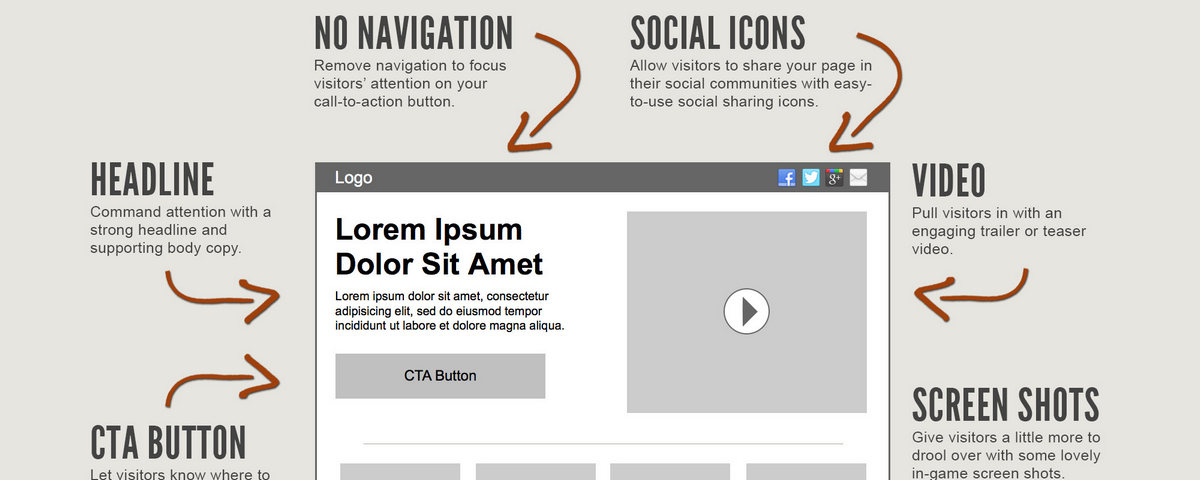 NO NAVIGATION
Remove navigation to focus
visitors' attention on your
call-to-action button.
SOCIAL ICONS
Allow visitors to share your page in
their social communities with easy-
to-use social sharing icons.
HEADLINE
Command attention with a
strong headline and
supporting body copy.
Logo
f
g+
VIDEO
Pull visitors in with an
engaging trailer or teaser
video.
Lorem Ipsum
Dolor Sit Amet
Lorem ipsum dolor sit amet, consectetur
adipisicing elit, sed do eiusmod tempor
incididunt ut labore et dolore magna aliqua.
CTA Button
CTA BUTTON
Let visitors know where to
SCREEN SHOTS
Give visitors a little more to
drool over with some lovely
in-game screen shots.